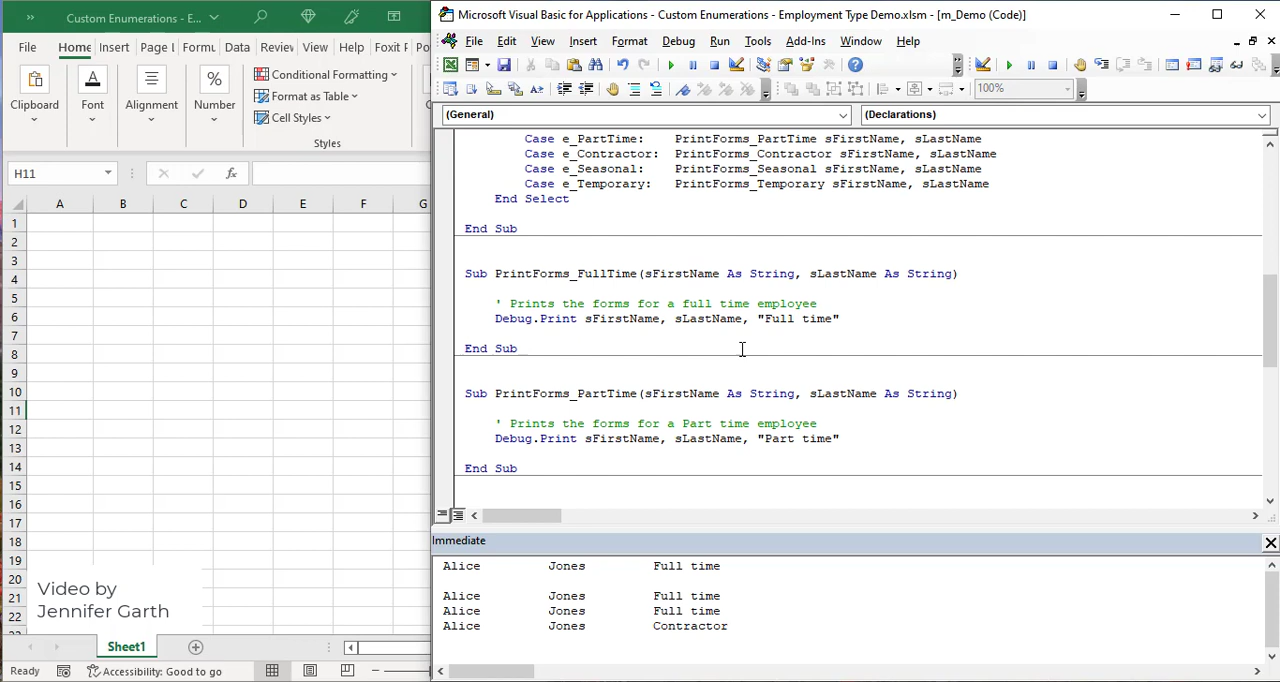 Custom Enumerations - E...
Microsoft Visual Basic for Applications - Custom Enumerations - Employment Type Demo.xlsm - [m_Demo (Code)]
File Home Insert Page L Formu Data Review View Help Foxit F Po
File Edit View Insert Format Debug Run Tools Add-Ins Window Help
Clipboard
Font
Alignment
Number
Conditional Formatting
Format as Table
Cell Styles
Styles
100%
H11
(General)
(Declarations)
A B C D E F G
1
2
3
4
5
6
7
8
9
10
11
12
13
14
15
16
17
18
19
20
21
22
Case e_PartTime: PrintForms_PartTime sFirstName, sLastName
Case e_Contractor: PrintForms_Contractor sFirstName, sLastName
Case e_Seasonal: PrintForms_Seasonal sFirstName, sLastName
Case e_Temporary: PrintForms_Temporary sFirstName, sLastName
End Select
End Sub
Sub PrintForms_FullTime(sFirstName As String, sLastName As String)
' Prints the forms for a full time employee
Debug.Print sFirstName, sLastName, "Full time"
End Sub
Sub PrintForms_PartTime(sFirstName As String, sLastName As String)
' Prints the forms for a Part time employee
Debug.Print sFirstName, sLastName, "Part time"
End Sub
Immediate
Alice Jones Full time
Alice Jones Full time
Alice Jones Full time
Alice Jones Contractor
Video by
Jennifer Garth
Sheet1
Ready
Accessibility: Good to go